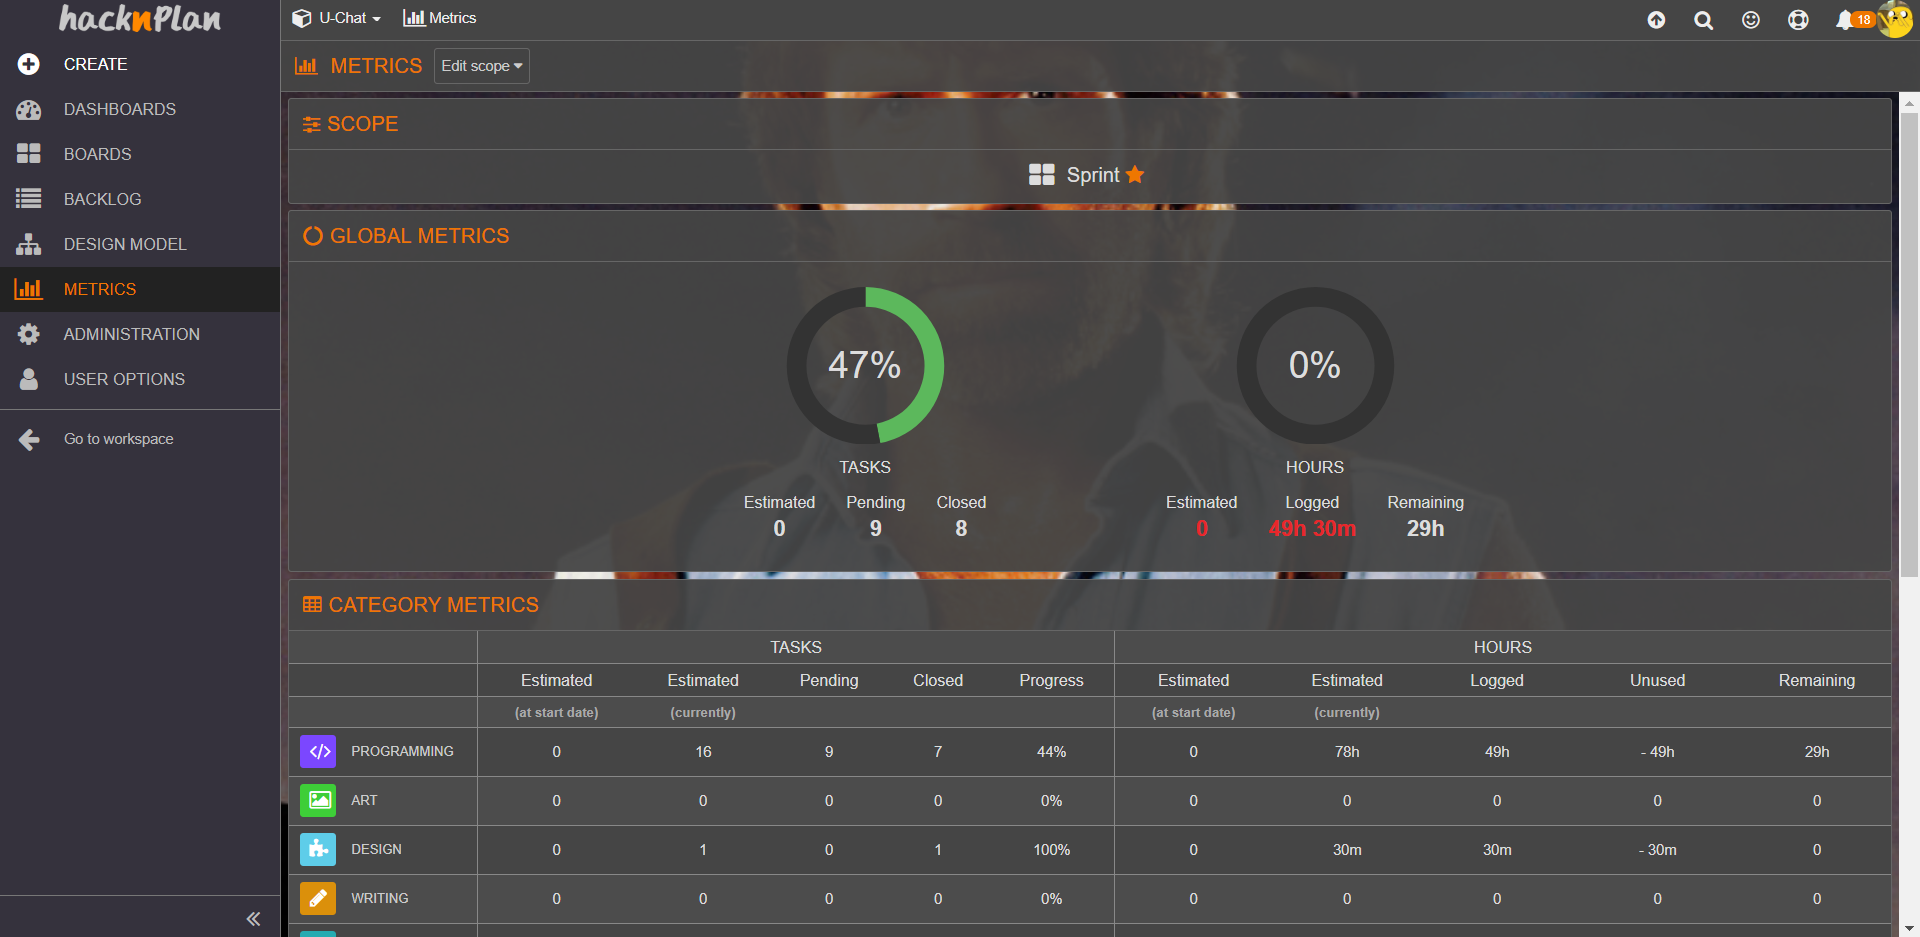 hacknPlan
U-Chat Metrics
18
CREATE
DASHBOARDS
BOARDS
BACKLOG
DESIGN MODEL
METRICS
ADMINISTRATION
USER OPTIONS
Go to workspace
METRICS Edit scope
SCOPE
Sprint
GLOBAL METRICS
47% 0%
TASKS HOURS
Estimated Pending Closed Estimated Logged Remaining
0 9 8 0 49h 30m 29h
CATEGORY METRICS
TASKS HOURS
Estimated Estimated Pending Closed Progress Estimated Estimated Logged Unused Remaining
(at start date) (currently) (at start date) (currently)
PROGRAMMING 0 16 9 7 44% 0 78h 49h - 49h 29h
ART 0 0 0 0 0% 0 0 0 0 0
DESIGN 0 1 0 1 100% 0 30m 30m - 30m 0
WRITING 0 0 0 0 0% 0 0 0 0 0